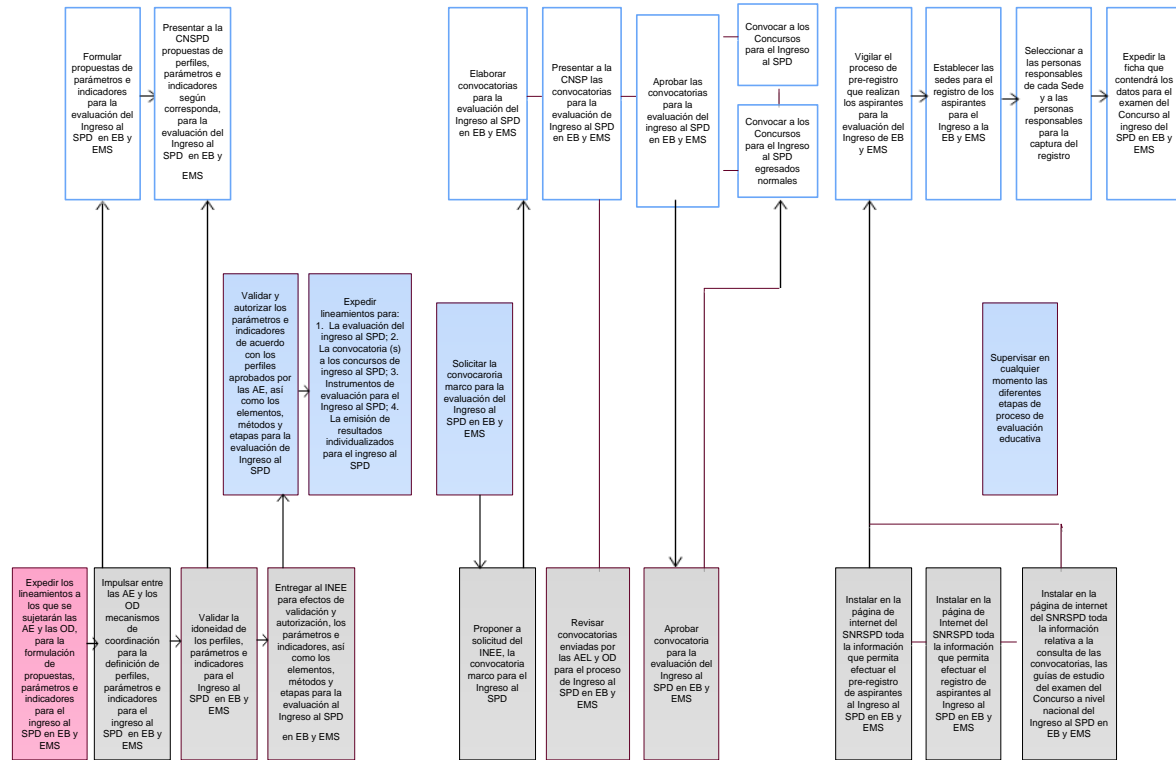 Formular
propuestas de
parámetros e
indicadores
para la
evaluación del
Ingreso al
SPD  en EB y
EMS
Presentar a la
CNSPD
propuestas de
perfiles,
parámetros e
indicadores
según
corresponda,
para la
evaluación del
Ingreso al
SPD  en EB y
EMS
Elaborar
convocatorias
para la
evaluación del
Ingreso al SPD
en EB y EMS
Presentar a la
CNSP las
convocatorias
para la
evaluación de
Ingreso al SPD
en EB y EMS
Aprobar las
convocatorias
para la
evaluación del
ingreso al SPD
en EB y EMS
Convocar a los
Concursos
para el Ingreso
al SPD
Convocar a los
Concursos
para el Ingreso
al SPD
egresados
normales
Vigilar el
proceso de
pre-registro
que realizan
los aspirantes
para la
evaluación del
Ingreso de EB
y EMS
Establecer las
sedes para el
registro de los
aspirantes
para el
Ingreso a la
EB y EMS
Seleccionar a
las personas
responsables
de cada Sede
y a las
personas
responsables
para la
captura del
registro
Expedir la
ficha que
contendrá los
datos para el
examen del
Concurso al
ingreso del
SPD en EB y
EMS
Validar y
autorizar los
parámetros e
indicadores
de acuerdo
con los
perfiles
aprobados por
las AE, así
como los
elementos,
métodos y
etapas para la
evaluación de
Ingreso al
SPD
Expedir
lineamientos para:
1.  La evaluación del
ingreso al SPD; 2.
La convocatoria (s)
a los concursos de
ingreso al SPD; 3.
Instrumentos de
evaluación para el
Ingreso al SPD; 4.
La emisión de
resultados
individualizados
para el ingreso al
SPD
Solicitar la
convocaroria
marco para la
evaluación del
Ingreso al
SPD en EB y
EMS
Supervisar en
cualquier
momento las
diferentes
etapas de
proceso de
evaluación
educativa
Expedir los
lineamientos a
los que se
sujetarán las
AE y las OD,
para la
formulación de
propuestas,
parámetros e
indicadores
para el
ingreso al
SPD en EB y
EMS
Impulsar entre
las AE y los
OD
mecanismos
de
coordinación
para la
definición de
perfiles,
parámetros e
indicadores
para el
ingreso al
SPD  en EB y
EMS
Validar la
idoneidad de
los perfiles,
parámetros e
indicadores
para el
Ingreso al
SPD  en EB y
EMS
Entregar al INEE
para efectos de
validación y
autorización, los
parámetros e
indicadores, así
como los
elementos,
métodos y
etapas para la
evaluación al
Ingreso al SPD
en EB y EMS
Proponer a
solicitud del
INEE, la
convocatoria
marco para el
Ingreso al
SPD
Revisar
convocatorias
enviadas por
las AEL y OD
para el proceso
de Ingreso al
SPD en EB y
EMS
Aprobar
convocatoria
para la
evaluación del
Ingreso al SPD
en EB y EMS
Instalar en la
página de
internet del
SNRSPD toda
la información
que permita
efectuar el
pre-registro de
aspirantes al
Ingreso al SPD
en EB y EMS
Instalar en la
página de
Internet del
SNRSPD toda
la información
que permita
efectuar el
registro de
aspirantes al
Ingreso al SPD
en EB y EMS
Instalar en la
página de internet
del SNRSPD toda
la información
relativa a la
consulta de las
convocatorias, las
guías de estudio
del examen del
Concurso a nivel
nacional del
Ingreso al SPD en
EB y EMS